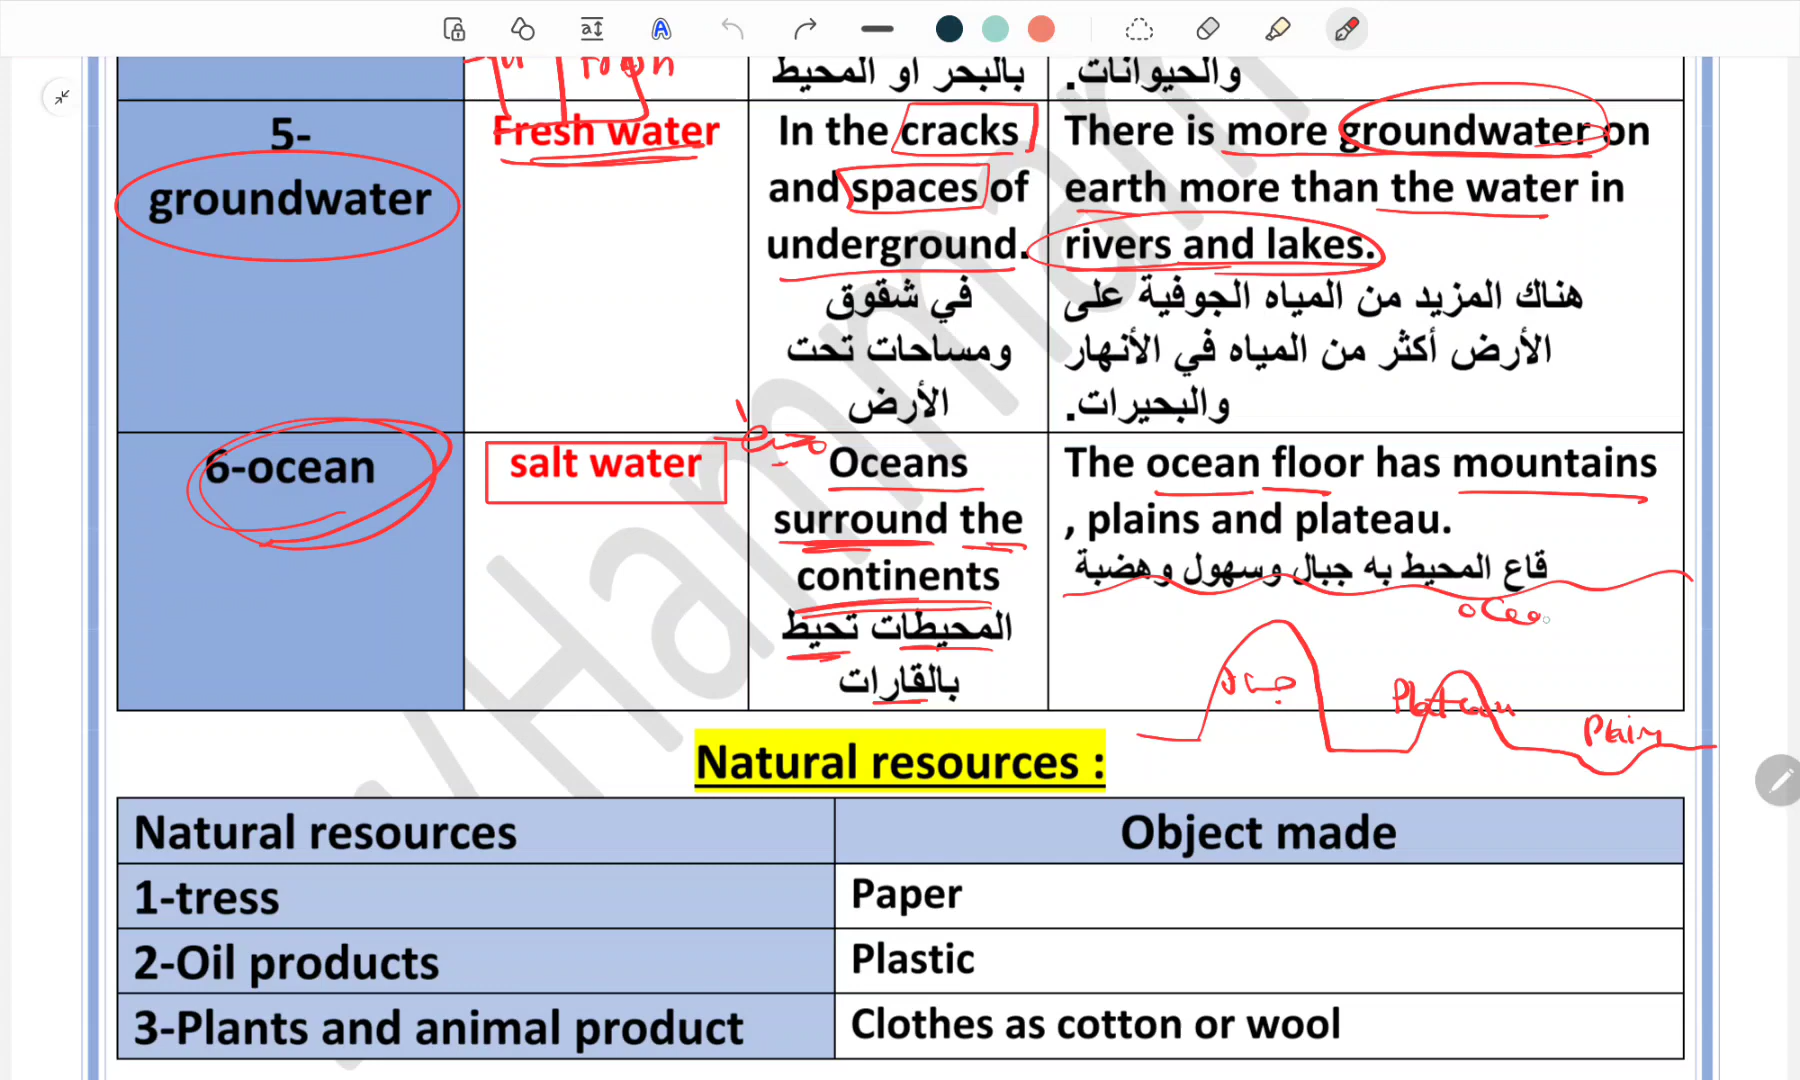 بالبحر او المحيط
والحيوانات.
5-
groundwater
Fresh water
In the cracks
and spaces of
underground.
في شقوق
ومساحات تحت
الأرض
There is more groundwater on
earth more than the water in
rivers and lakes.
هناك المزيد من المياه الجوفية على
الأرض أكثر من المياه في الأنهار
والبحيرات.
6-ocean
salt water
Oceans
surround the
continents
المحيطات تحيط
بالقارات
The ocean floor has mountains
, plains and plateau.
قاع المحيط به جبال وسهول وهضبة
Plateau
Plain
Natural resources :
Natural resources
Object made
1-tress
Paper
2-Oil products
Plastic
3-Plants and animal product
Clothes as cotton or wool